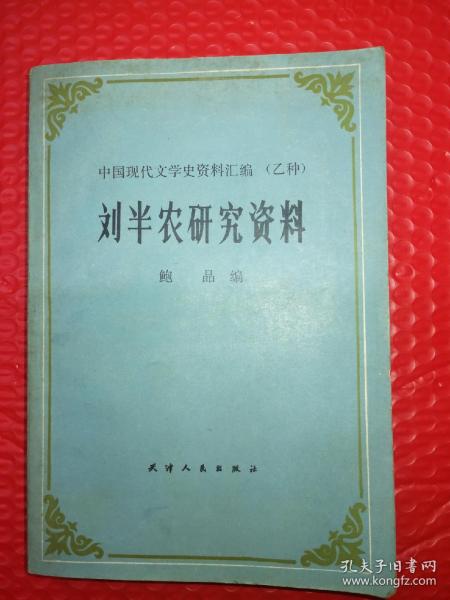 中国现代文学史资料汇编（乙种）
刘半农研究资料
鲍晶编
天津人民出版社
孔夫子旧书网
www.kongfz.com